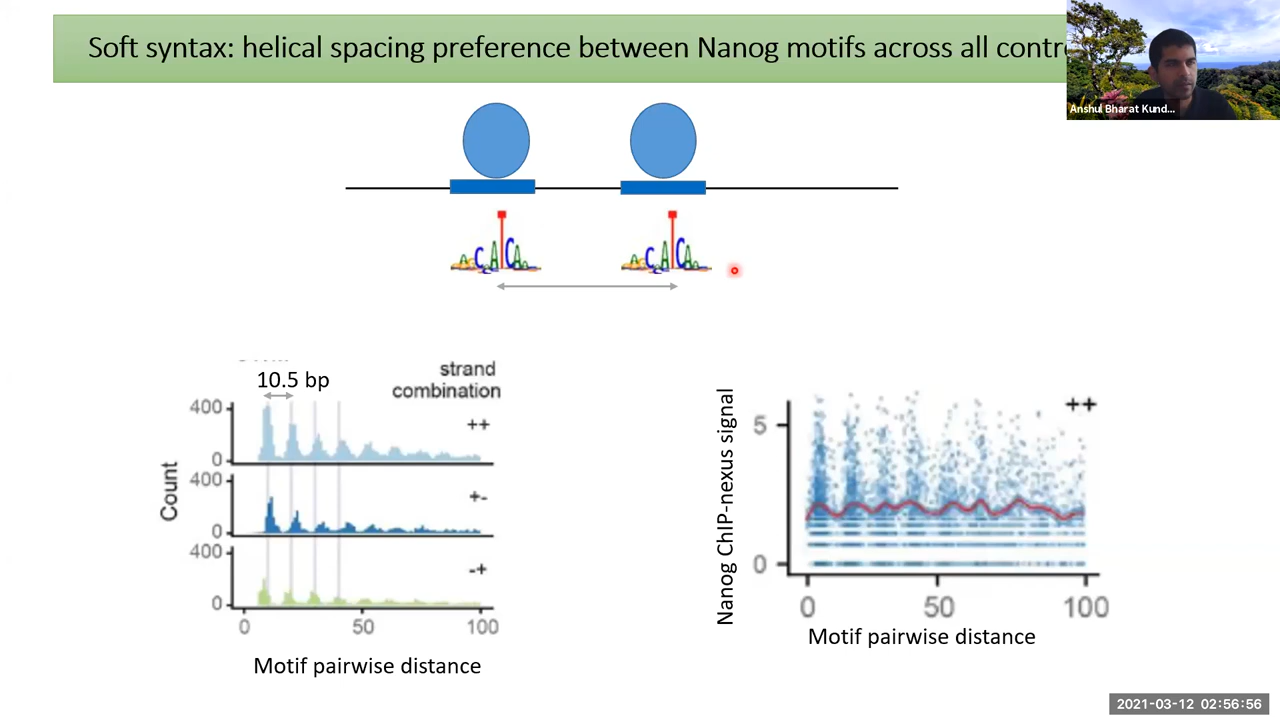 Soft syntax: helical spacing preference between Nanog motifs across all contr
Anshul Bharat Kund...
10.5 bp
strand
combination
400
0
++
400
0
+-
400
0
-+
Count
0 50 100
Motif pairwise distance
Nanog ChIP-nexus signal
5
0
++
0 50 100
Motif pairwise distance
2021-03-12 02:56:56